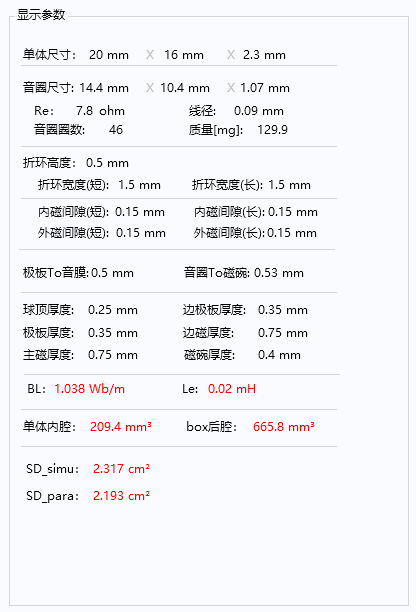 显示参数
单体尺寸： 20 mm X 16 mm X 2.3 mm
音圈尺寸: 14.4 mm X 10.4 mm X 1.07 mm
Re： 7.8 ohm 线径: 0.09 mm
音圈圈数: 46 质量[mg]: 129.9
折环高度： 0.5 mm
折环宽度(短): 1.5 mm 折环宽度(长): 1.5 mm
内磁间隙(短): 0.15 mm 内磁间隙(长): 0.15 mm
外磁间隙(短): 0.15 mm 外磁间隙(长): 0.15 mm
极板To音膜: 0.5 mm 音圈To磁碗: 0.53 mm
球顶厚度: 0.25 mm 边极板厚度: 0.35 mm
极板厚度: 0.35 mm 边磁厚度: 0.75 mm
主磁厚度: 0.75 mm 磁碗厚度: 0.4 mm
BL: 1.038 Wb/m Le: 0.02 mH
单体内腔： 209.4 mm³ box后腔： 665.8 mm³
SD_simu： 2.317 cm²
SD_para： 2.193 cm²